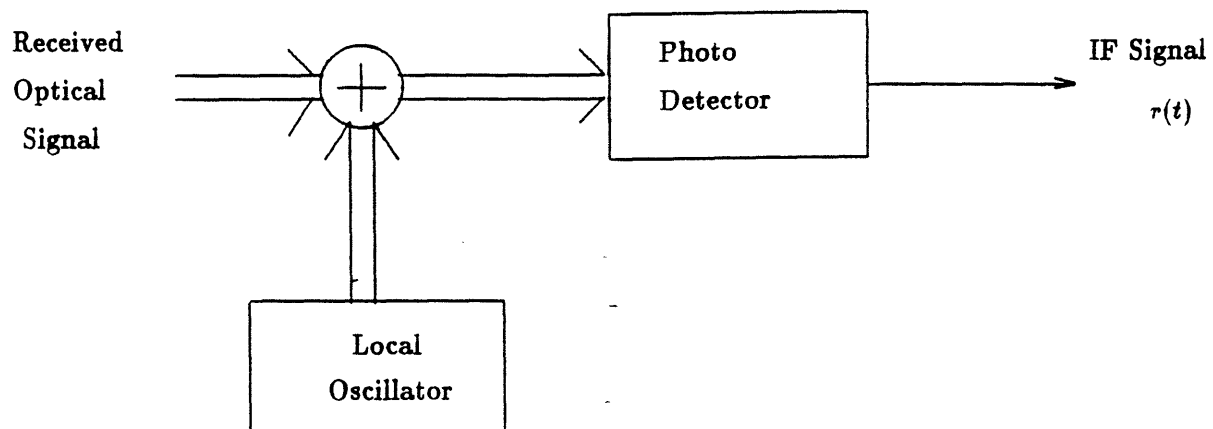 Received
Optical
Signal
Photo
Detector
IF Signal
r(t)
Local
Oscillator